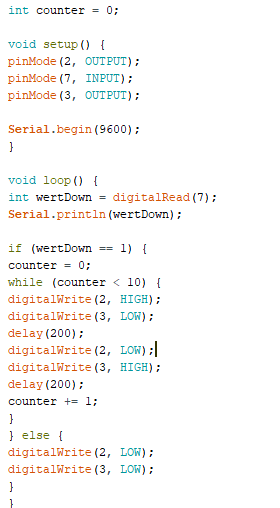 int counter = 0;
void setup() {
pinMode(2, OUTPUT);
pinMode(7, INPUT);
pinMode(3, OUTPUT);
Serial.begin(9600);
}
void loop() {
int wertDown = digitalRead(7);
Serial.println(wertDown);
if (wertDown == 1) {
counter = 0;
while (counter < 10) {
digitalWrite(2, HIGH);
digitalWrite(3, LOW);
delay(200);
digitalWrite(2, LOW);
digitalWrite(3, HIGH);
delay(200);
counter += 1;
}
} else {
digitalWrite(2, LOW);
digitalWrite(3, LOW);
}
}